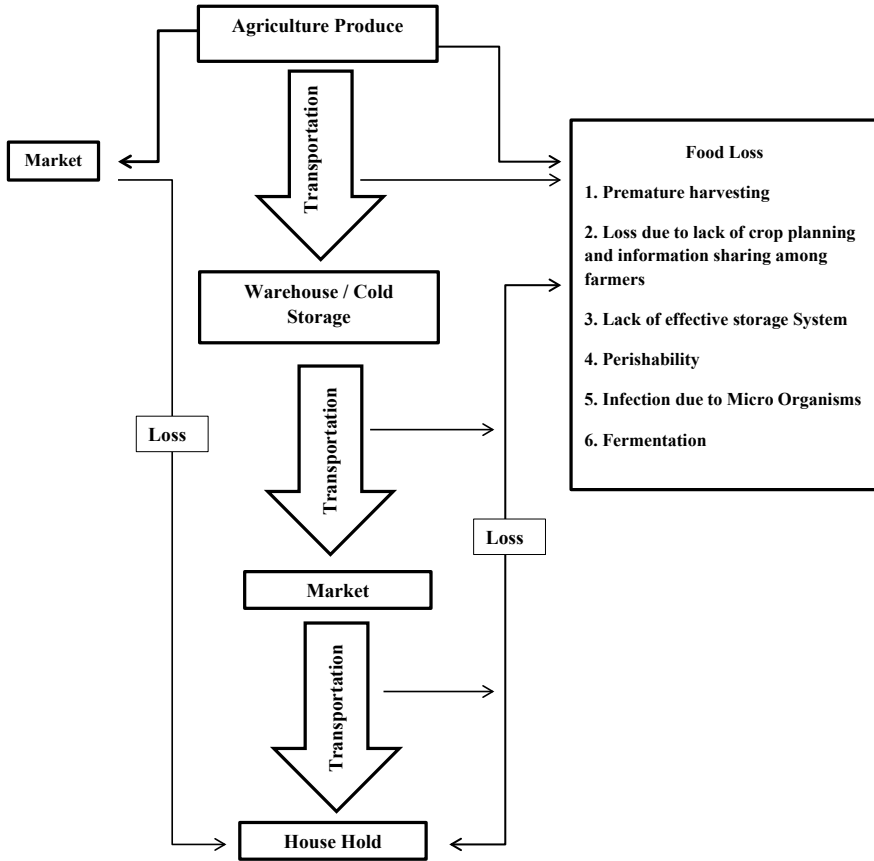 Agriculture Produce
Transportation
Market
Food Loss
1. Premature harvesting
2. Loss due to lack of crop planning
and information sharing among
farmers
3. Lack of effective storage System
4. Perishability
5. Infection due to Micro Organisms
6. Fermentation
Warehouse / Cold
Storage
Transportation
Loss
Loss
Market
Transportation
House Hold